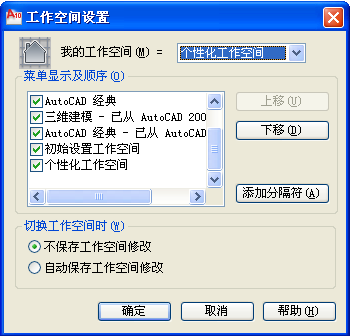 A10 工作空间设置
我的工作空间(M) = 个性化工作空间
菜单显示及顺序(O)
AutoCAD 经典
三维建模 - 已从 AutoCAD 200
AutoCAD 经典 - 已从 AutoCAD
初始设置工作空间
个性化工作空间
上移(U)
下移(D)
添加分隔符(A)
切换工作空间时(W)
不保存工作空间修改
自动保存工作空间修改
确定
取消
帮助(H)